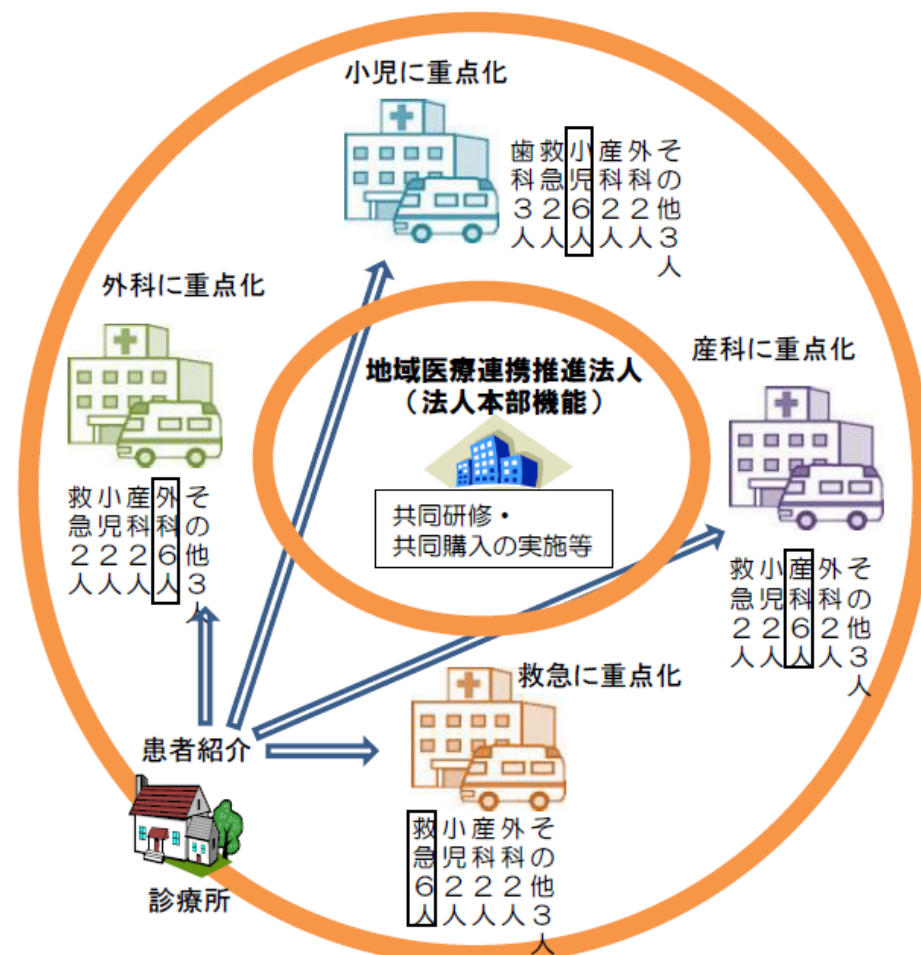 小児に重点化
その他3人
外科2人
産科2人
小児6人
救急2人
歯科3人
外科に重点化
その他3人
外科6人
産科2人
小児2人
救急2人
地域医療連携推進法人
（法人本部機能）
共同研修・
共同購入の実施等
産科に重点化
その他3人
外科2人
産科6人
小児2人
救急2人
救急に重点化
その他3人
外科2人
産科2人
小児2人
救急6人
患者紹介
診療所